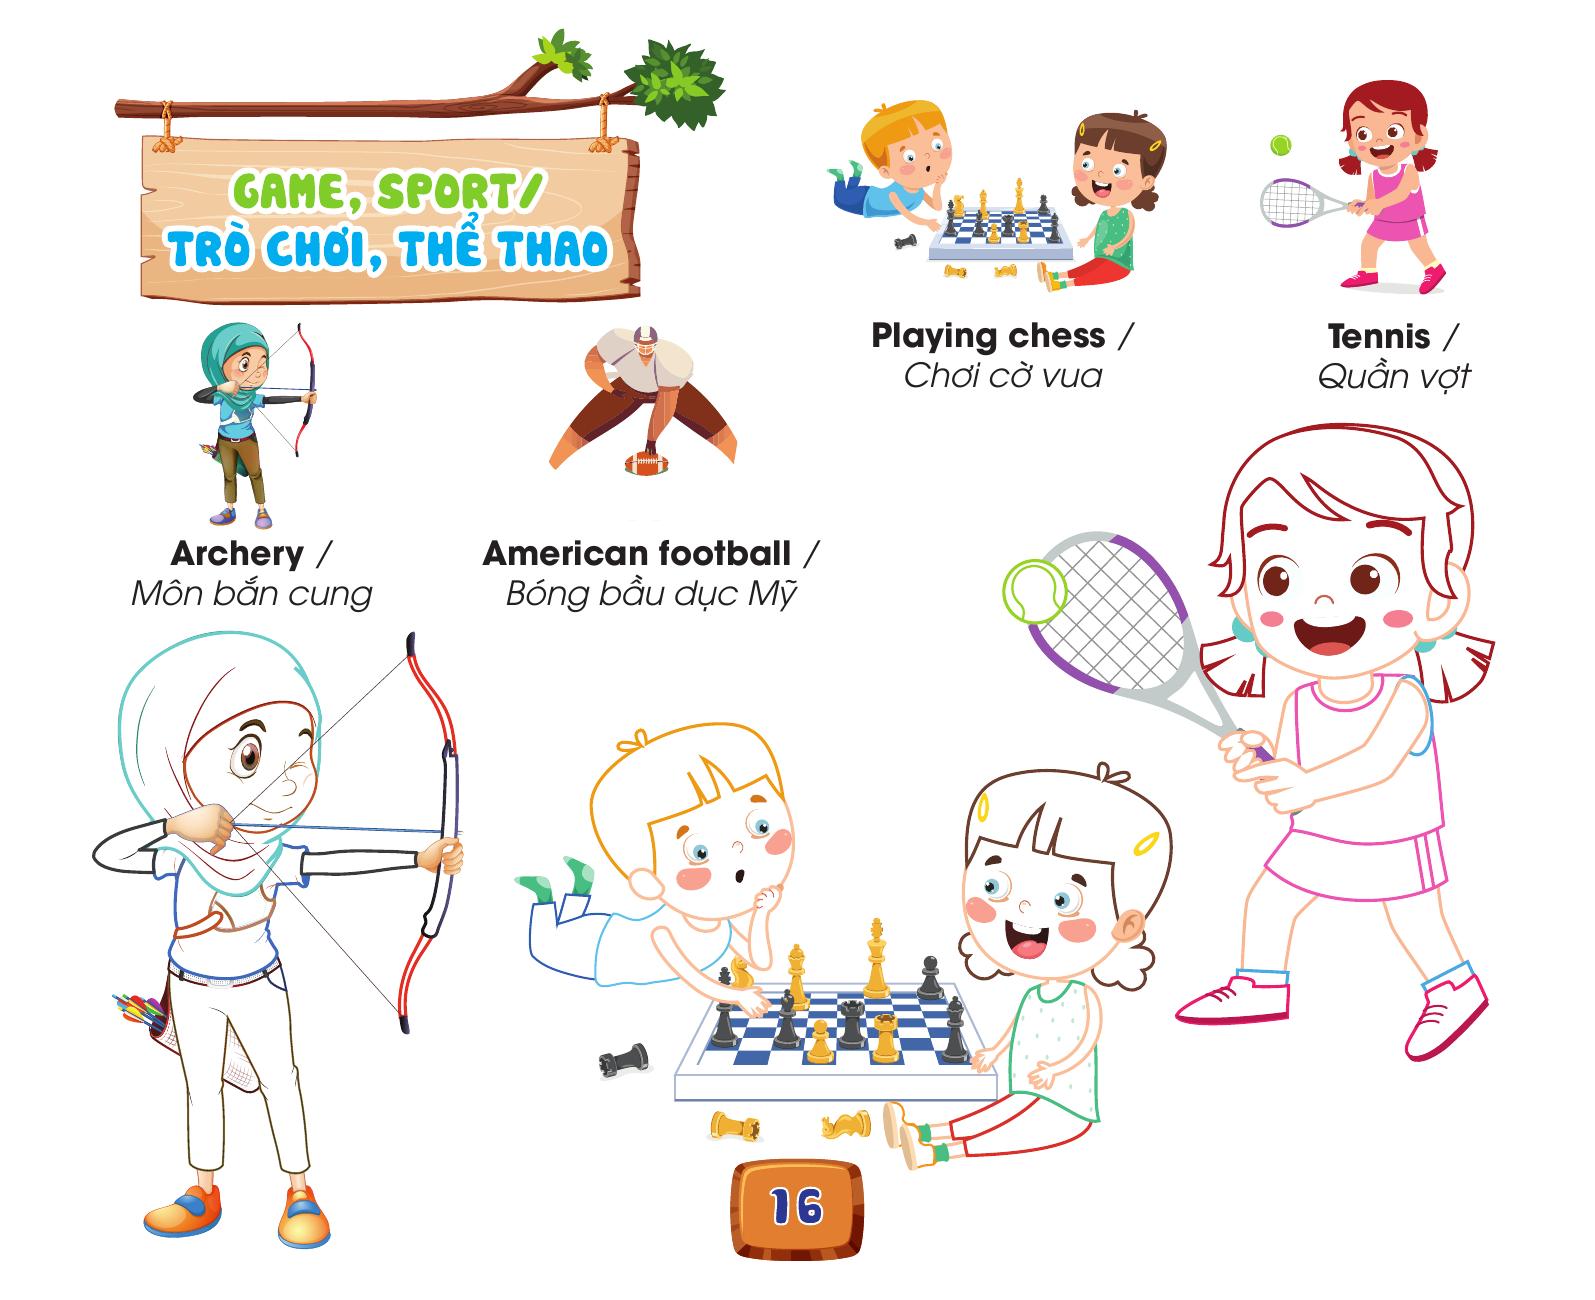 GAME, SPORT/
TRÒ CHƠI, THỂ THAO
Playing chess /
Chơi cờ vua
Tennis /
Quần vợt
Archery /
Môn bắn cung
American football /
Bóng bầu dục Mỹ
16